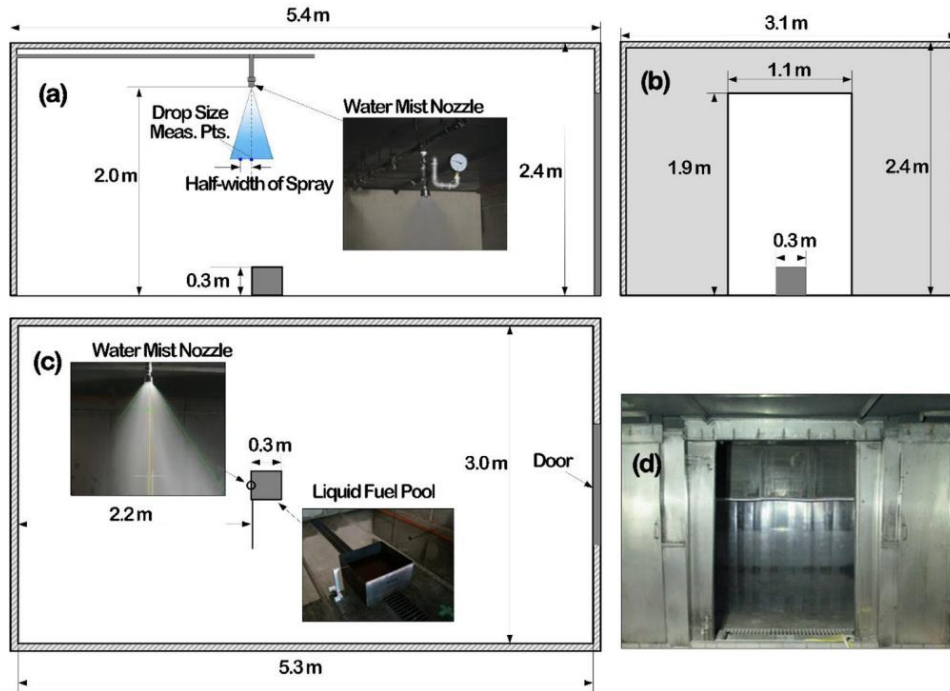 5.4 m
(a)
Water Mist Nozzle
Drop Size
Meas. Pts.
2.0 m
Half-width of Spray
2.4 m
0.3 m
3.1 m
(b)
1.1 m
1.9 m
2.4 m
0.3 m
(c)
Water Mist Nozzle
0.3 m
3.0 m
Door
Liquid Fuel Pool
2.2 m
5.3 m
(d)